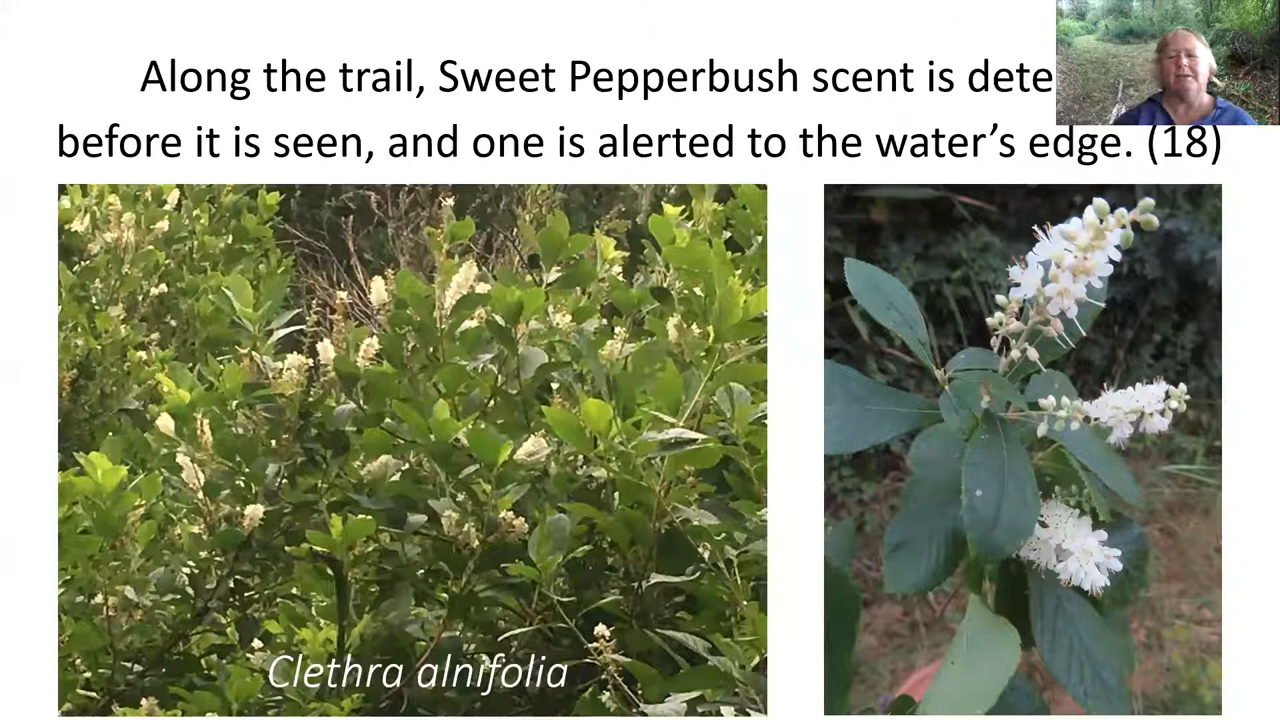 Along the trail, Sweet Pepperbush scent is dete
before it is seen, and one is alerted to the water’s edge. (18)
Clethra alnifolia